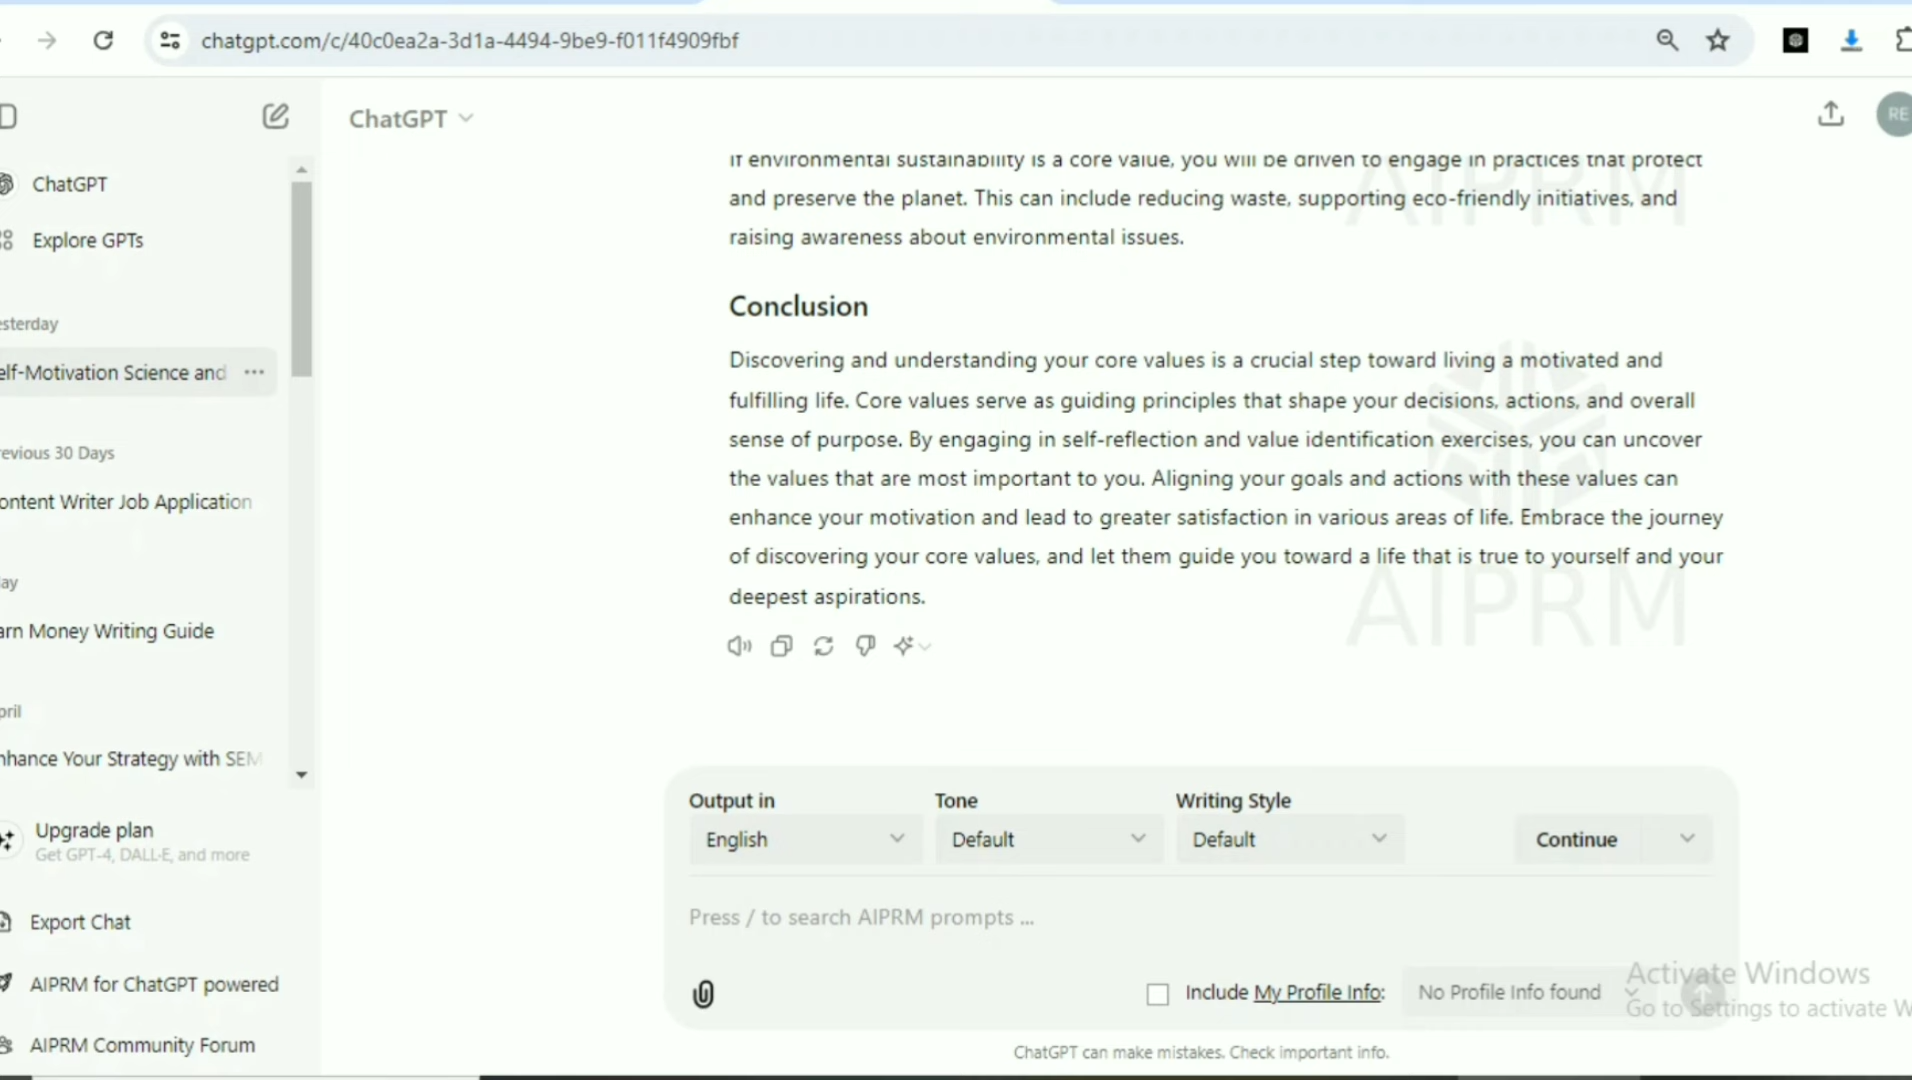 chatgpt.com/c/40c0ea2a-3d1a-4494-9be9-f011f4909fbf
ChatGPT
RE
ChatGPT
Explore GPTs
esterday
elf-Motivation Science and
revious 30 Days
ontent Writer Job Application
ay
arn Money Writing Guide
pril
nhance Your Strategy with SEM
Upgrade plan
Get GPT-4, DALL·E, and more
Export Chat
AIPRM for ChatGPT powered
AIPRM Community Forum
If environmental sustainability is a core value, you will be driven to engage in practices that protect
and preserve the planet. This can include reducing waste, supporting eco-friendly initiatives, and
raising awareness about environmental issues.
AIPRM
Conclusion
Discovering and understanding your core values is a crucial step toward living a motivated and
fulfilling life. Core values serve as guiding principles that shape your decisions, actions, and overall
sense of purpose. By engaging in self-reflection and value identification exercises, you can uncover
the values that are most important to you. Aligning your goals and actions with these values can
enhance your motivation and lead to greater satisfaction in various areas of life. Embrace the journey
of discovering your core values, and let them guide you toward a life that is true to yourself and your
deepest aspirations.
AIPRM
Output in
Tone
Writing Style
English
Default
Default
Continue
Press / to search AIPRM prompts ...
Include My Profile Info:
No Profile Info found
Activate Windows
Go to Settings to activate W
ChatGPT can make mistakes. Check important info.